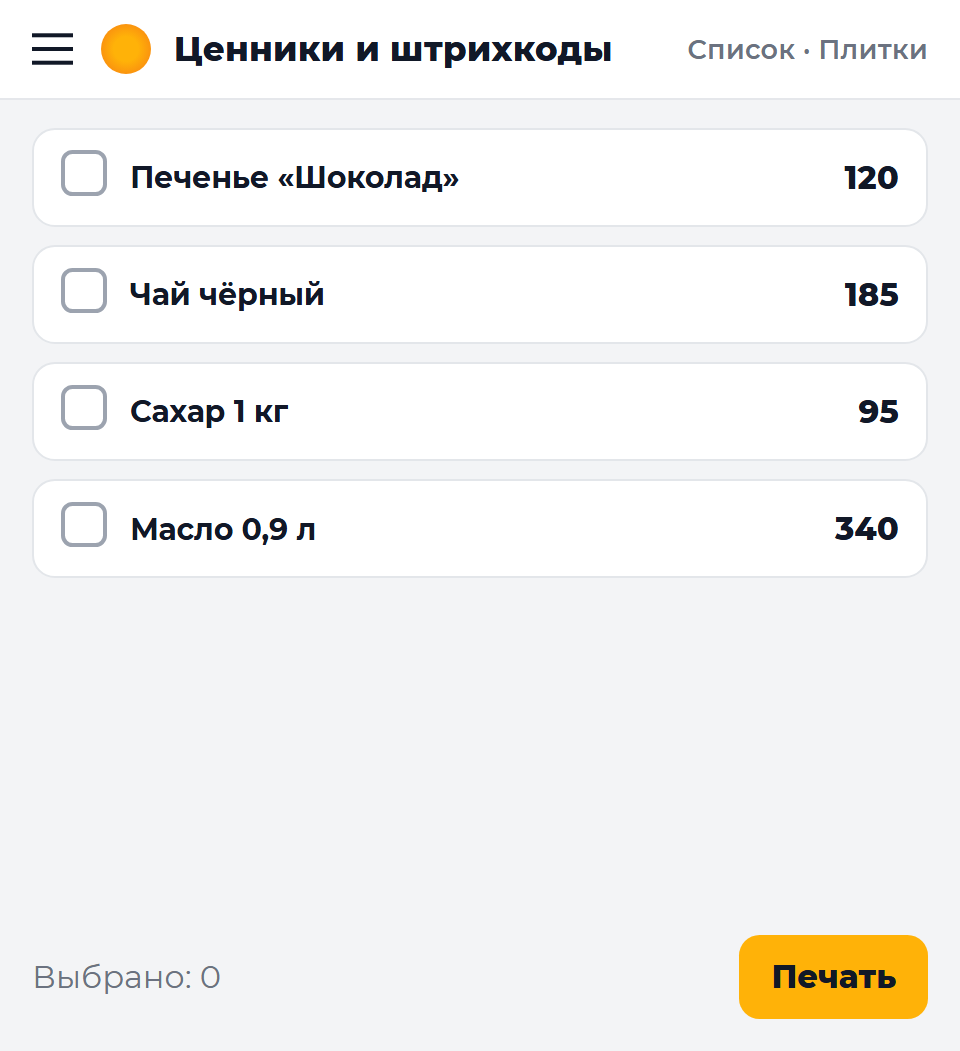 Ценники и штрихкоды
Список · Плитки
Печенье «Шоколад» 120
Чай чёрный 185
Сахар 1 кг 95
Масло 0,9 л 340
Выбрано: 0
Печать